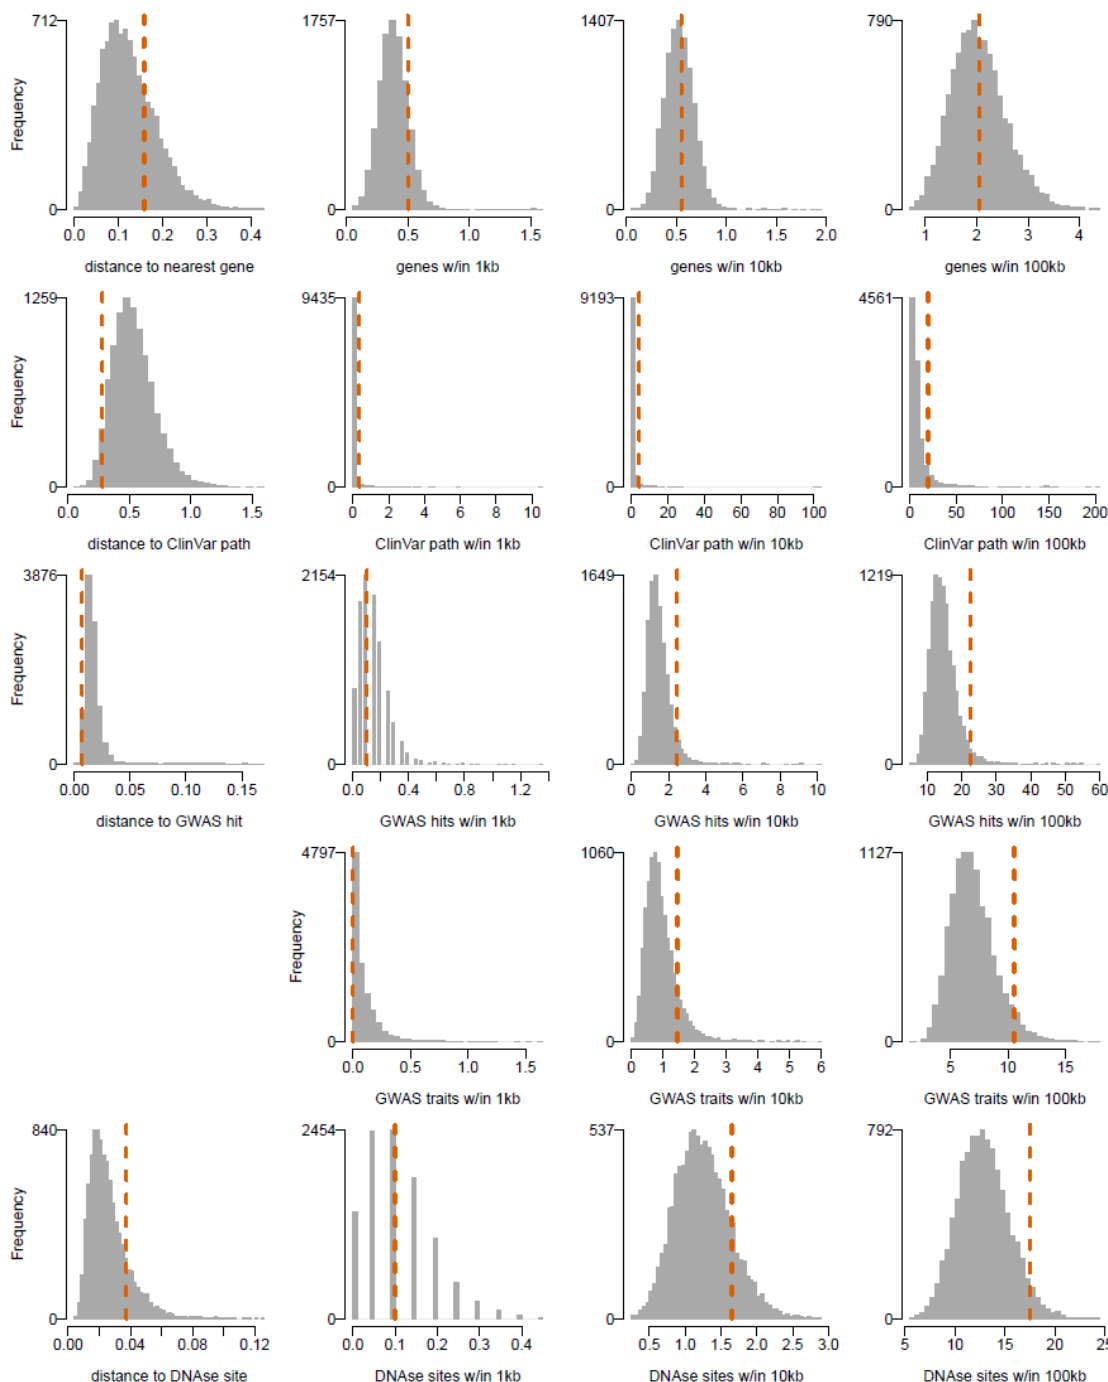 712 1757 1407 790
Frequency
0 0 0 0
0.0 0.1 0.2 0.3 0.4 0.0 0.5 1.0 1.5 0.0 0.5 1.0 1.5 2.0 1 2 3 4
distance to nearest gene genes w/in 1kb genes w/in 10kb genes w/in 100kb
1259 9435 9193 4561
Frequency
0 0 0 0
0.0 0.5 1.0 1.5 0 2 4 6 8 10 0 20 40 60 80 100 0 50 100 150 200
distance to ClinVar path ClinVar path w/in 1kb ClinVar path w/in 10kb ClinVar path w/in 100kb
3876 2154 1649 1219
Frequency
0 0 0 0
0.00 0.05 0.10 0.15 0.0 0.4 0.8 1.2 0 2 4 6 8 10 10 20 30 40 50 60
distance to GWAS hit GWAS hits w/in 1kb GWAS hits w/in 10kb GWAS hits w/in 100kb
4797 1060 1127
Frequency
0 0 0
0.0 0.5 1.0 1.5 0 1 2 3 4 5 6 5 10 15
GWAS traits w/in 1kb GWAS traits w/in 10kb GWAS traits w/in 100kb
840 2454 537 792
Frequency
0 0 0 0
0.00 0.04 0.08 0.12 0.0 0.1 0.2 0.3 0.4 0.5 1.0 1.5 2.0 2.5 3.0 5 10 15 20 25
distance to DNAse site DNAse sites w/in 1kb DNAse sites w/in 10kb DNAse sites w/in 100kb